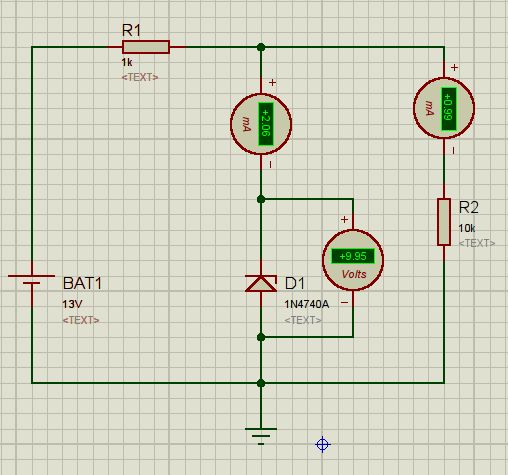 R1
1k
<TEXT>
+
+
+2.06
mA
+0.99
mA
−
−
R2
10k
<TEXT>
+
+9.95
Volts
−
BAT1
13V
<TEXT>
D1
1N4740A
<TEXT>